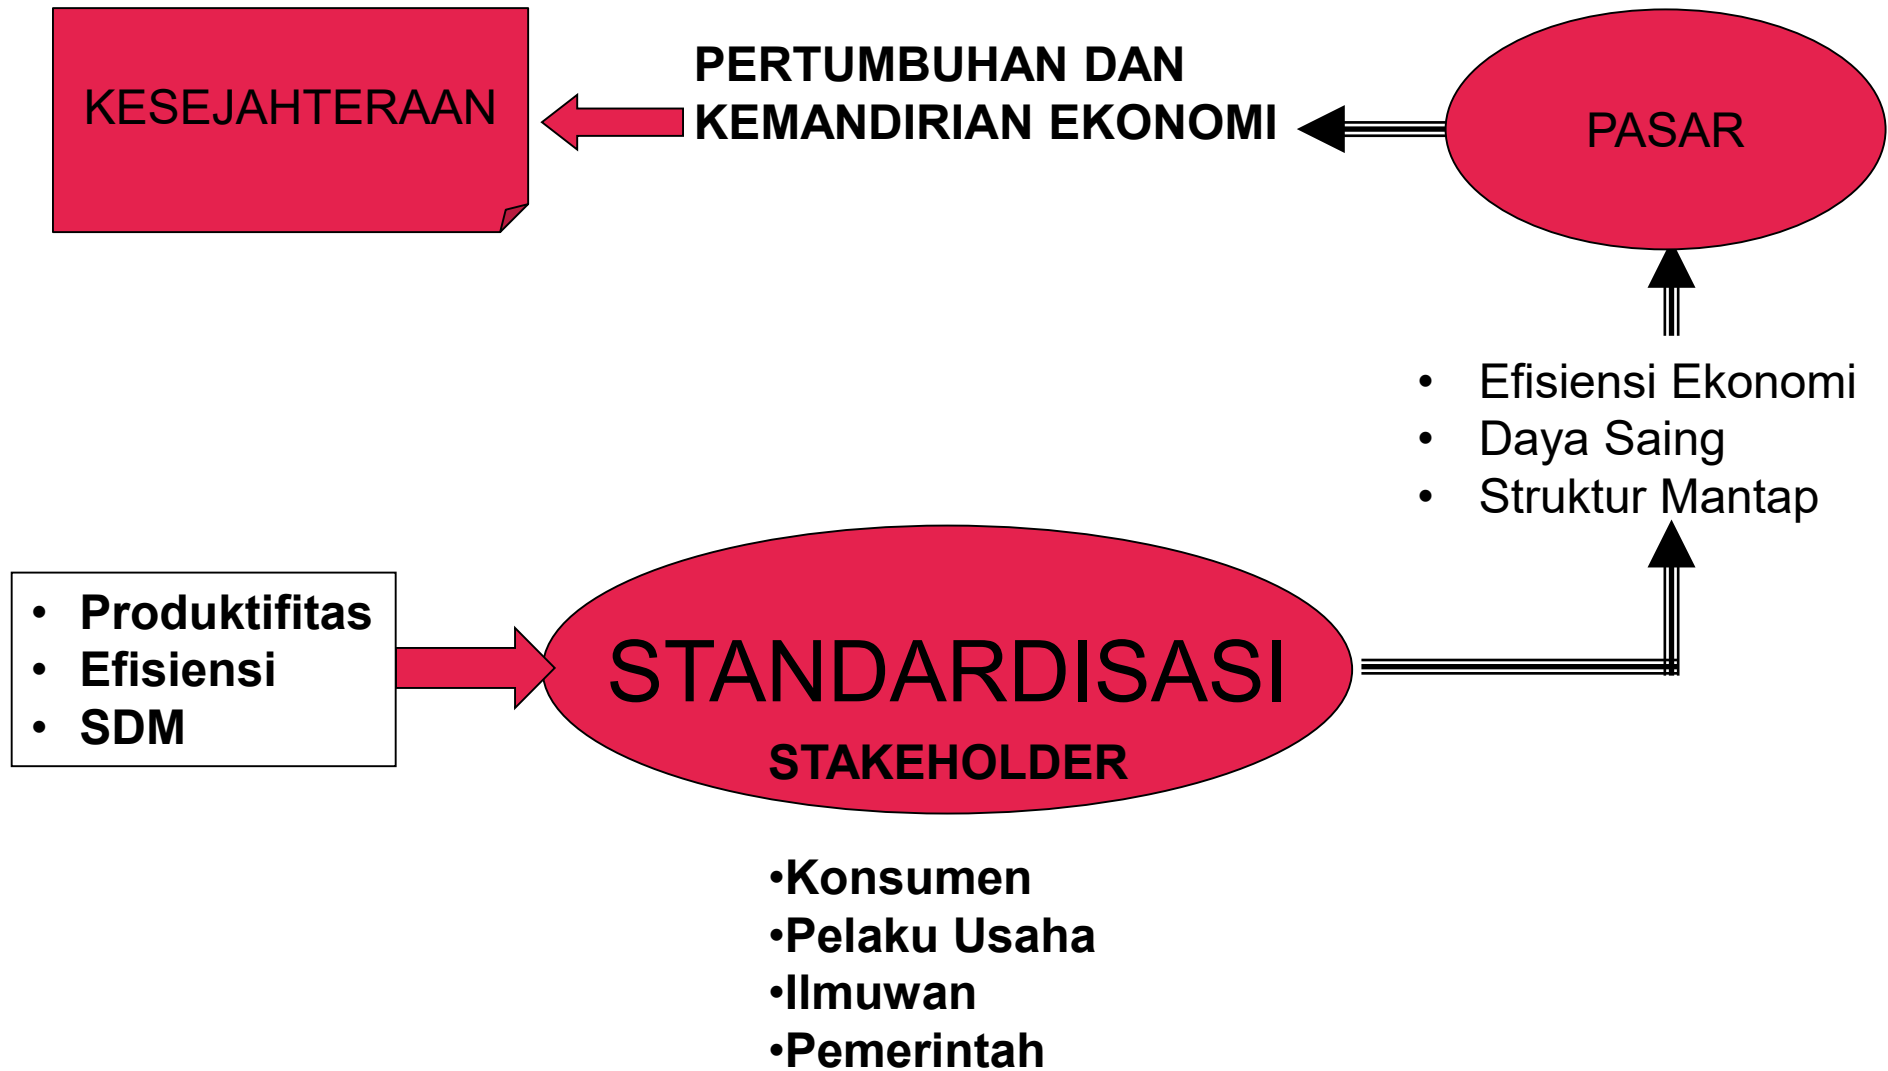 KESEJAHTERAAN
PERTUMBUHAN DAN
KEMANDIRIAN EKONOMI
PASAR
• Efisiensi Ekonomi
• Daya Saing
• Struktur Mantap
• Produktifitas
• Efisiensi
• SDM
STANDARDISASI
STAKEHOLDER
•Konsumen
•Pelaku Usaha
•Ilmuwan
•Pemerintah